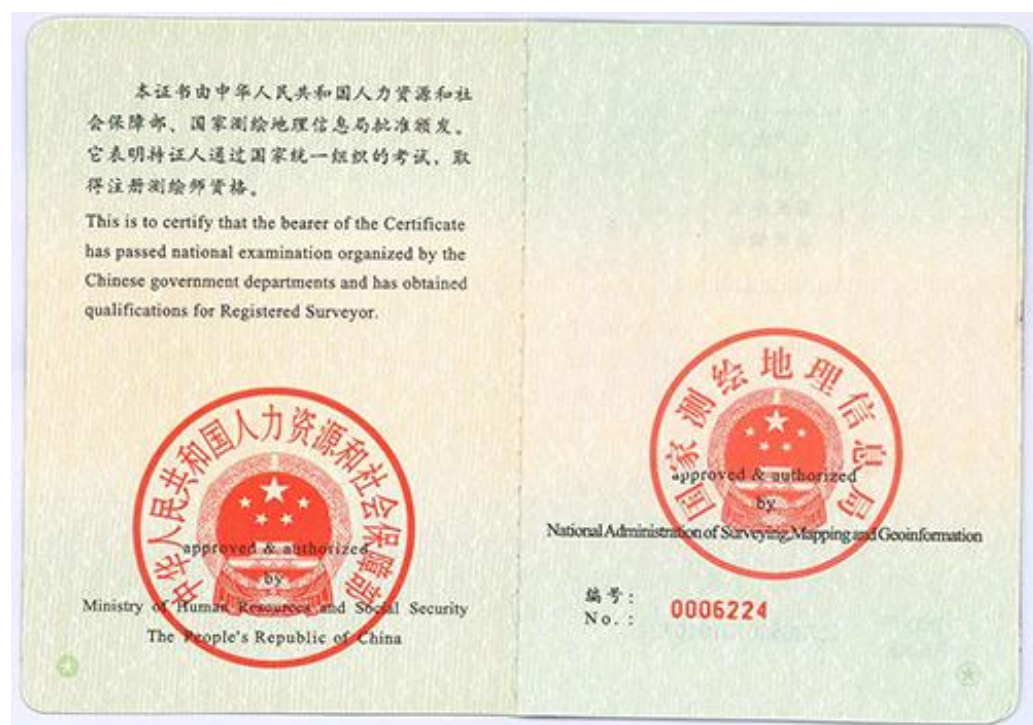 本证书由中华人民共和国人力资源和社
会保障部、国家测绘地理信息局批准颁发。
它表明持证人通过国家统一组织的考试，取
得注册测绘师资格。
This is to certify that the bearer of the Certificate
has passed national examination organized by the
Chinese government departments and has obtained
qualifications for Registered Surveyor.
中华人民共和国人力资源和社会保障部
approved & authorized
by
Ministry of Human Resources and Social Security
The People's Republic of China
国家测绘地理信息局
approved & authorized
by
National Administration of Surveying,Mapping and Geoinformation
编号:
No.: 0006224